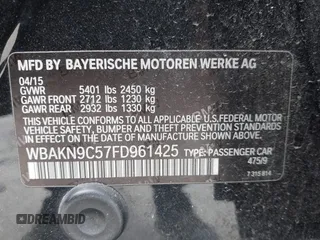 MFD BY BAYERISCHE MOTOREN WERKE AG
04/15
GVWR 5401 lbs 2450 kg
GAWR FRONT 2712 lbs 1230 kg
GAWR REAR 2932 lbs 1330 kg
THIS VEHICLE CONFORMS TO ALL APPLICABLE U.S.FEDERAL MOTOR
VEHICLE SAFETY, BUMPER, AND THEFT PREVENTION STANDARDS
IN EFFECT ON THE DATE OF MANUFACTURE SHOWN ABOVE.
WBAKN9C57FD961425 TYPE: PASSENGER CAR
475/9
7 315 814
DREAMBID